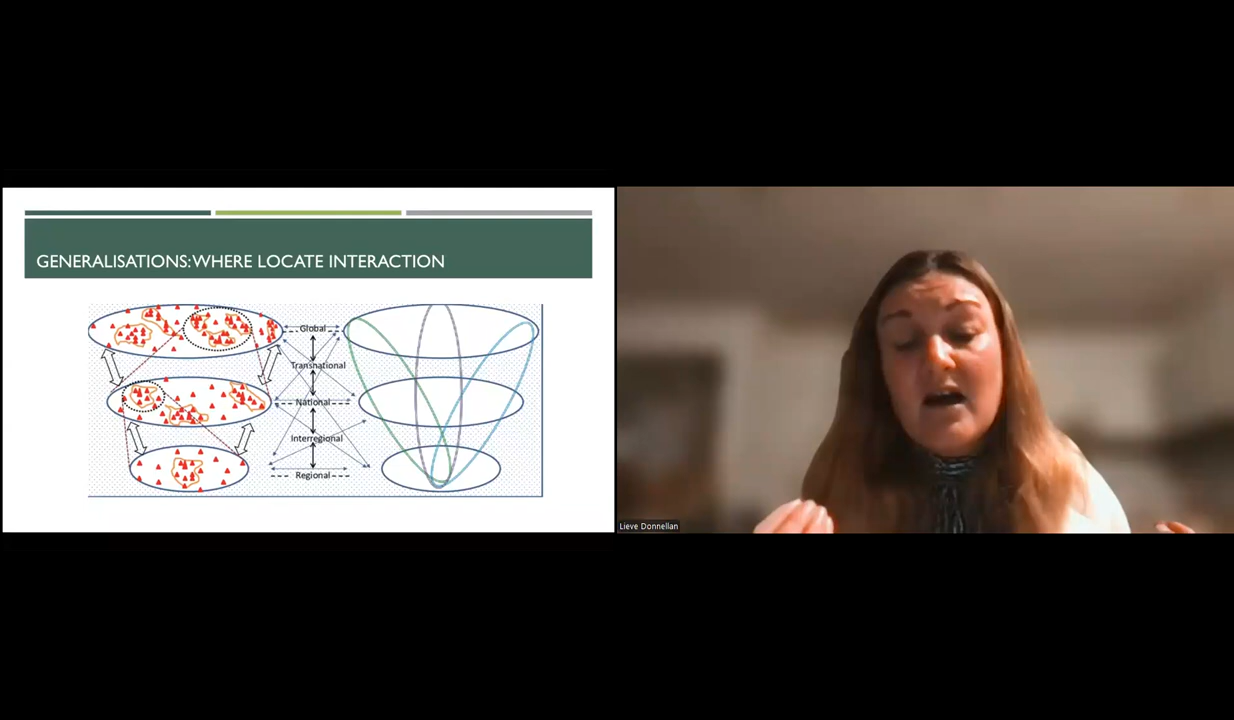 GENERALISATIONS: WHERE LOCATE INTERACTION
Global
Transnational
National
Interregional
Regional
Lieve Donnellan